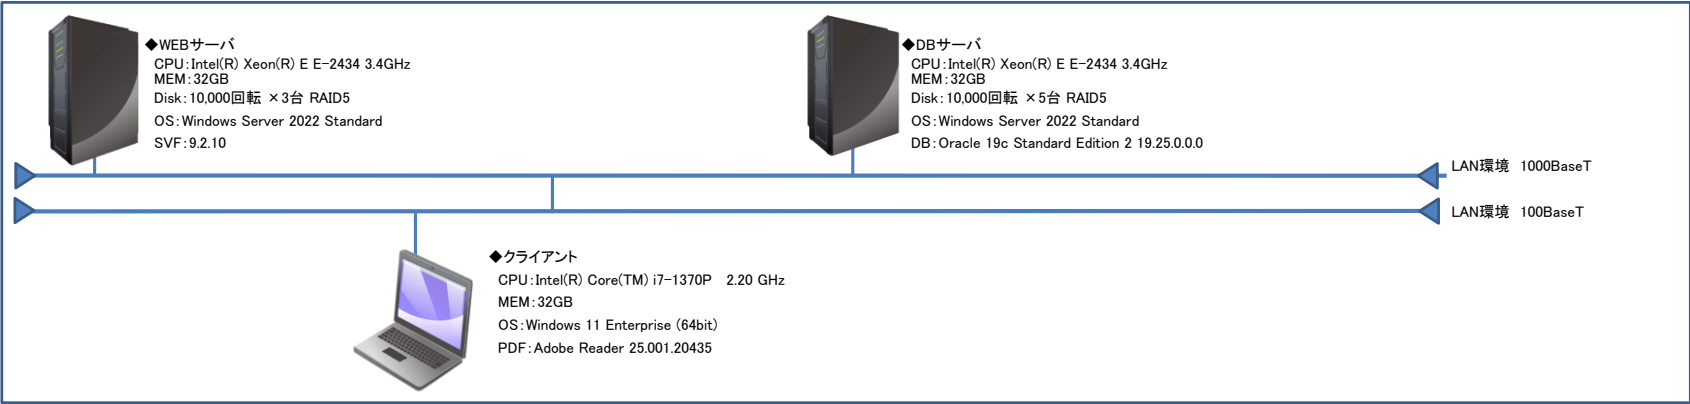 ◆WEBサーバ
CPU:Intel(R) Xeon(R) E E-2434 3.4GHz
MEM:32GB
Disk:10,000回転 ×3台 RAID5
OS:Windows Server 2022 Standard
SVF:9.2.10
◆DBサーバ
CPU:Intel(R) Xeon(R) E E-2434 3.4GHz
MEM:32GB
Disk:10,000回転 ×5台 RAID5
OS:Windows Server 2022 Standard
DB:Oracle 19c Standard Edition 2 19.25.0.0.0
LAN環境 1000BaseT
LAN環境 100BaseT
◆クライアント
CPU:Intel(R) Core(TM) i7-1370P 2.20 GHz
MEM:32GB
OS:Windows 11 Enterprise (64bit)
PDF:Adobe Reader 25.001.20435